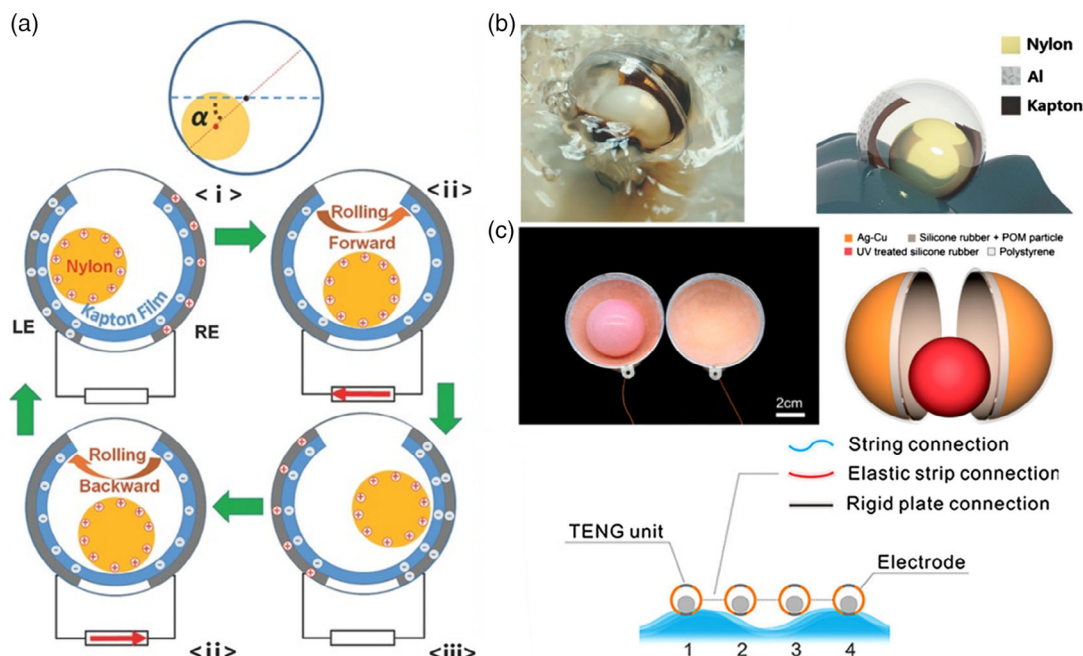 (a)
α
< i >
<ii>
Rolling
Forward
Nylon
Kapton Film
LE
RE
Rolling
Backward
<ii>
<iii>
(b)
Nylon
Al
Kapton
(c)
2cm
Ag-Cu
Silicone rubber + POM particle
UV treated silicone rubber
Polystyrene
String connection
Elastic strip connection
Rigid plate connection
TENG unit
Electrode
1 2 3 4